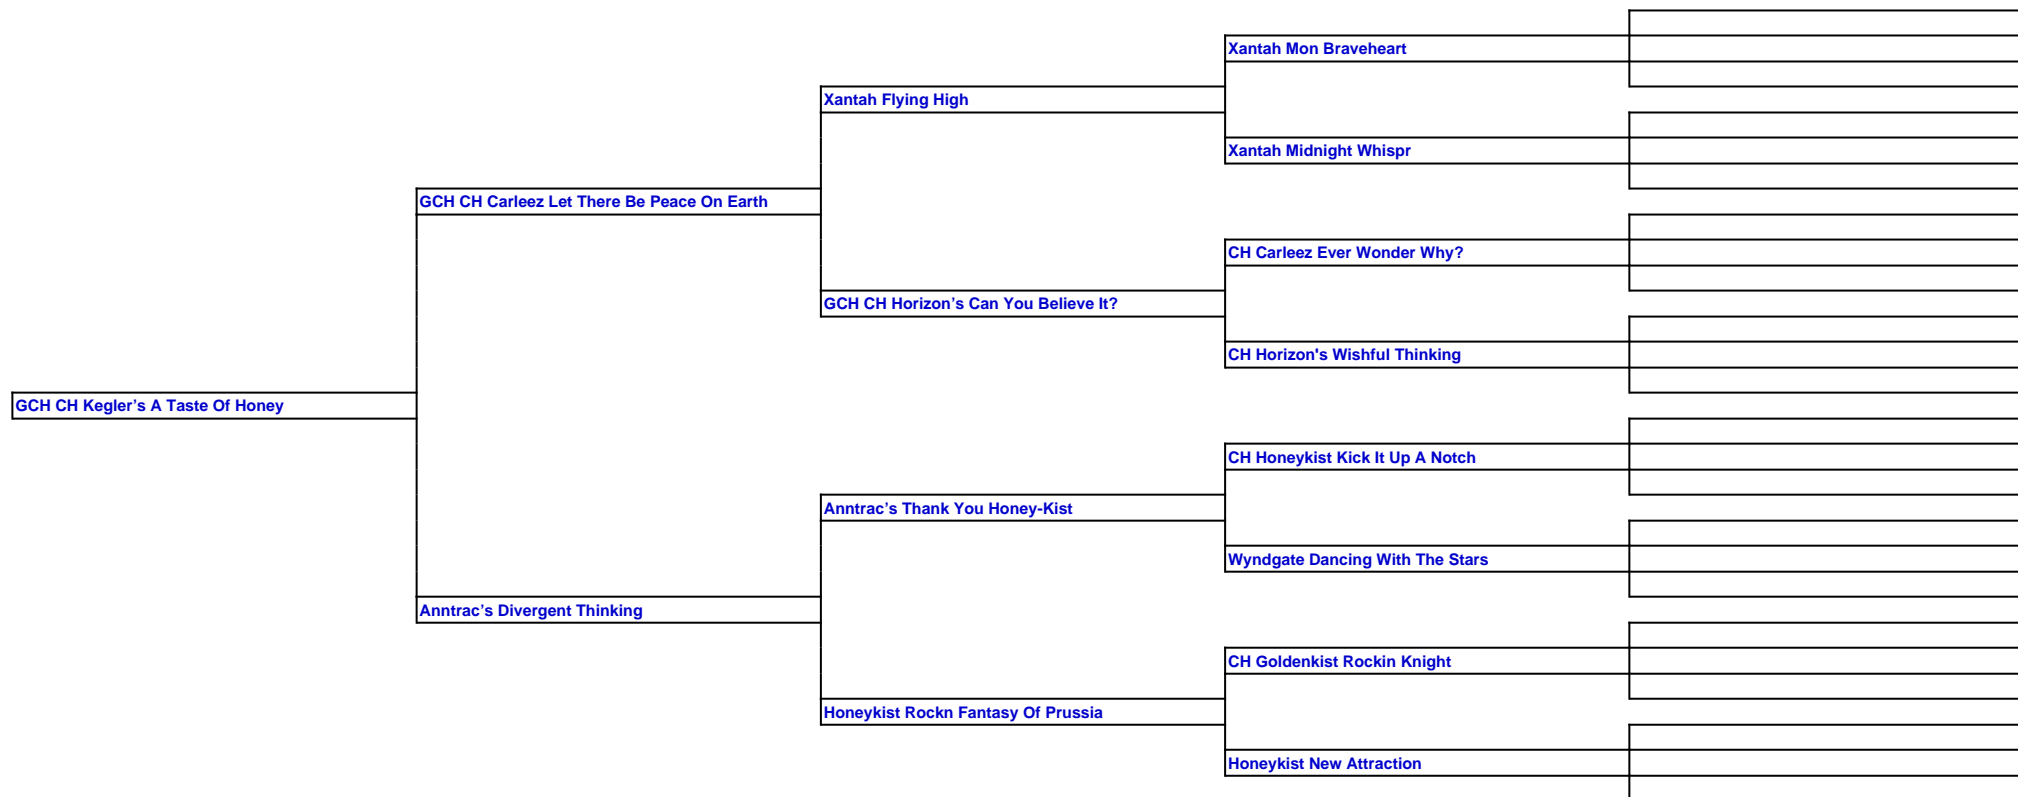 Xantah Mon Braveheart
Xantah Flying High
Xantah Midnight Whispr
GCH CH Carleez Let There Be Peace On Earth
CH Carleez Ever Wonder Why?
GCH CH Horizon’s Can You Believe It?
CH Horizon's Wishful Thinking
GCH CH Kegler’s A Taste Of Honey
CH Honeykist Kick It Up A Notch
Anntrac’s Thank You Honey-Kist
Wyndgate Dancing With The Stars
Anntrac’s Divergent Thinking
CH Goldenkist Rockin Knight
Honeykist Rockn Fantasy Of Prussia
Honeykist New Attraction